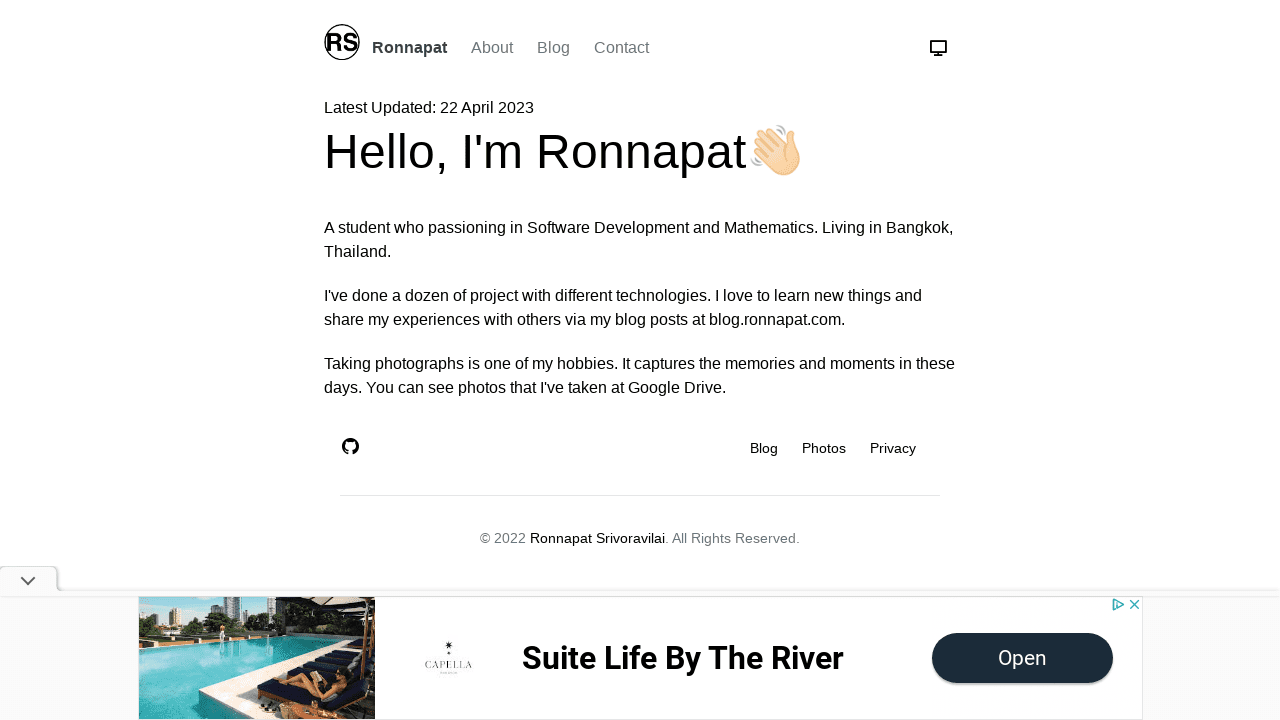 RS
Ronnapat
About
Blog
Contact
Latest Updated: 22 April 2023
Hello, I'm Ronnapat👋🏻
A student who passioning in Software Development and Mathematics. Living in Bangkok,
Thailand.
I've done a dozen of project with different technologies. I love to learn new things and
share my experiences with others via my blog posts at blog.ronnapat.com.
Taking photographs is one of my hobbies. It captures the memories and moments in these
days. You can see photos that I've taken at Google Drive.
Blog
Photos
Privacy
© 2022 Ronnapat Srivoravilai. All Rights Reserved.
CAPELLA
Suite Life By The River
Open